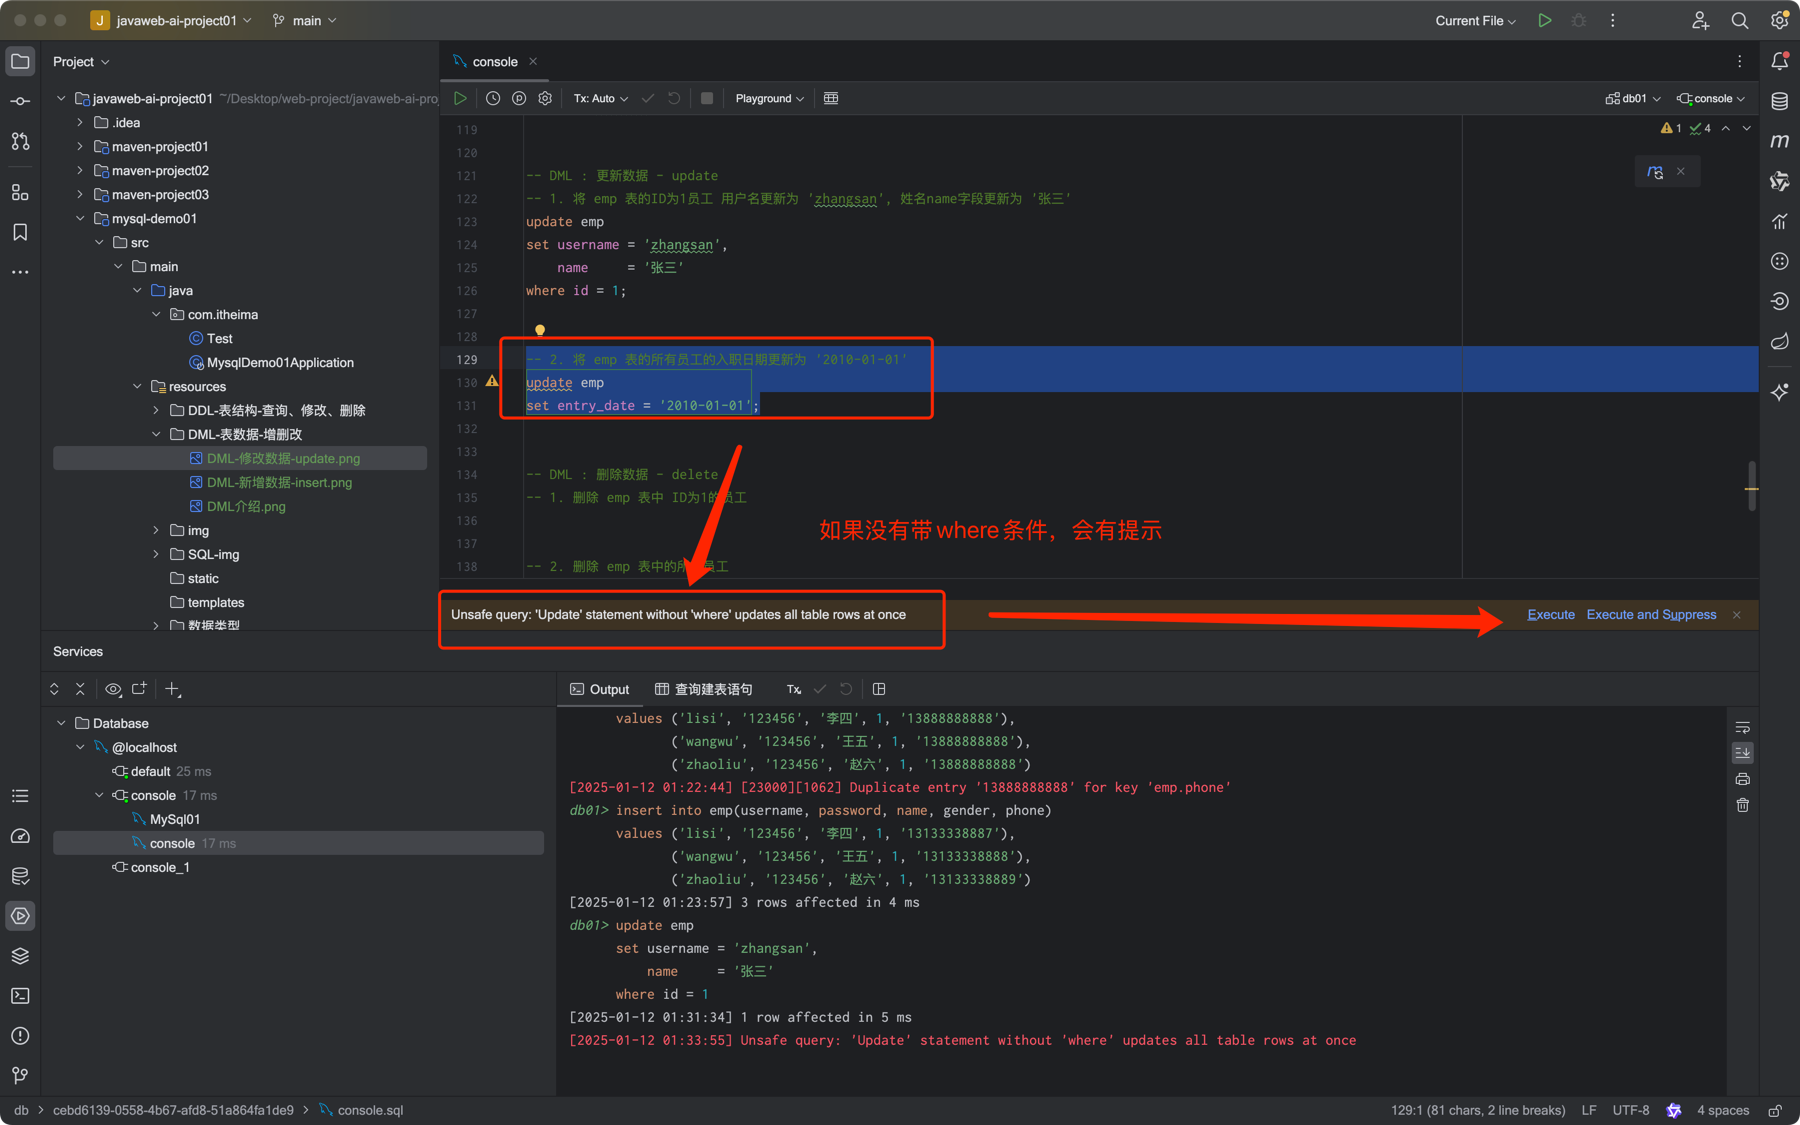 J javaweb-ai-project01 main Current File
Project
console
javaweb-ai-project01 ~/Desktop/web-project/javaweb-ai-pro
Tx: Auto Playground db01 console
.idea
maven-project01
maven-project02
maven-project03
mysql-demo01
src
main
java
com.itheima
Test
MysqlDemo01Application
resources
DDL-表结构-查询、修改、删除
DML-表数据-增删改
DML-修改数据-update.png
DML-新增数据-insert.png
DML介绍.png
img
SQL-img
static
templates
数据类型
1 4
119
120
121 -- DML : 更新数据 - update
122 -- 1. 将 emp 表的ID为1员工 用户名更新为 'zhangsan', 姓名name字段更新为 '张三'
123 update emp
124 set username = 'zhangsan',
125 name = '张三'
126 where id = 1;
127
128
129 -- 2. 将 emp 表的所有员工的入职日期更新为 '2010-01-01'
130 update emp
131 set entry_date = '2010-01-01';
132
133
134 -- DML : 删除数据 - delete
135 -- 1. 删除 emp 表中 ID为1的员工
136
如果没有带where条件，会有提示
137
138 -- 2. 删除 emp 表中的所有员工
Unsafe query: 'Update' statement without 'where' updates all table rows at once Execute Execute and Suppress
Services
Database
@localhost
default 25 ms
console 17 ms
MySql01
console 17 ms
console_1
Output 查询建表语句 Tx
values ('lisi', '123456', '李四', 1, '13888888888'),
('wangwu', '123456', '王五', 1, '13888888888'),
('zhaoliu', '123456', '赵六', 1, '13888888888')
[2025-01-12 01:22:44] [23000][1062] Duplicate entry '13888888888' for key 'emp.phone'
db01> insert into emp(username, password, name, gender, phone)
values ('lisi', '123456', '李四', 1, '13133338887'),
('wangwu', '123456', '王五', 1, '13133338888'),
('zhaoliu', '123456', '赵六', 1, '13133338889')
[2025-01-12 01:23:57] 3 rows affected in 4 ms
db01> update emp
set username = 'zhangsan',
name = '张三'
where id = 1
[2025-01-12 01:31:34] 1 row affected in 5 ms
[2025-01-12 01:33:55] Unsafe query: 'Update' statement without 'where' updates all table rows at once
db cebd6139-0558-4b67-afd8-51a864fa1de9 console.sql 129:1 (81 chars, 2 line breaks) LF UTF-8 4 spaces